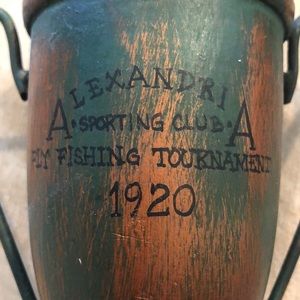 ALEXANDRIA
• SPORTING CLUB •
FLY FISHING TOURNAMENT
1920